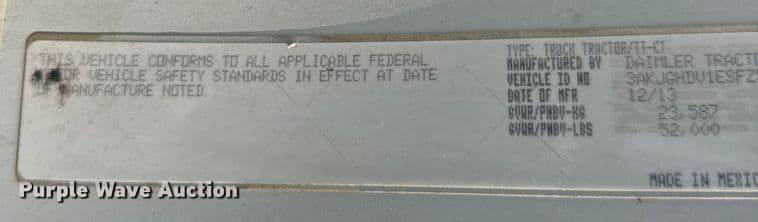 THIS VEHICLE CONFORMS TO ALL APPLICABLE FEDERAL
VEHICLE SAFETY STANDARDS IN EFFECT AT DATE
OF MANUFACTURE NOTED
TYPE: TRUCK TRACTOR/TT-CT
MANUFACTURED BY DAIMLER TRACT
VEHICLE ID NO 3AKJGHDV1ESFZ
DATE OF MFR 12/13
GVWR/PNBV-KG 23,587
GVWR/PNBV-LBS 52,000
MADE IN MEXIC
Purple Wave Auction